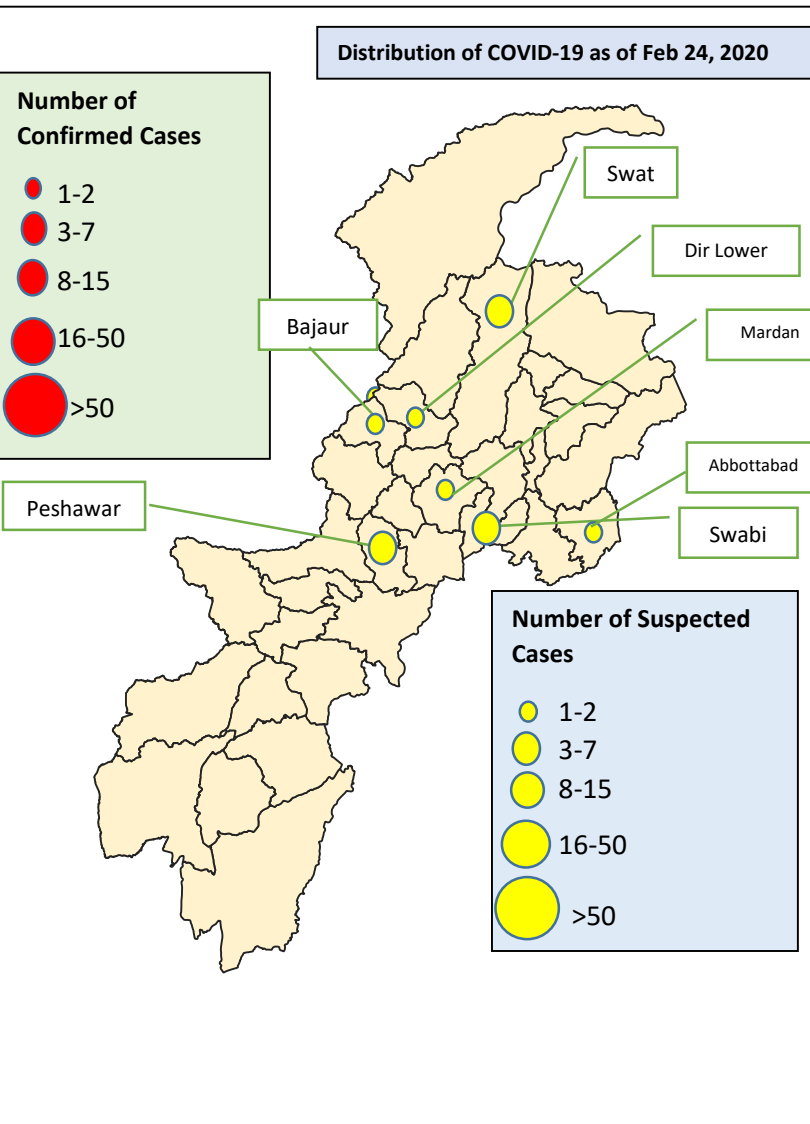 Distribution of COVID-19 as of Feb 24, 2020
Number of
Confirmed Cases
1-2
3-7
8-15
16-50
>50
Swat
Dir Lower
Bajaur
Mardan
Abbottabad
Peshawar
Swabi
Number of Suspected
Cases
1-2
3-7
8-15
16-50
>50